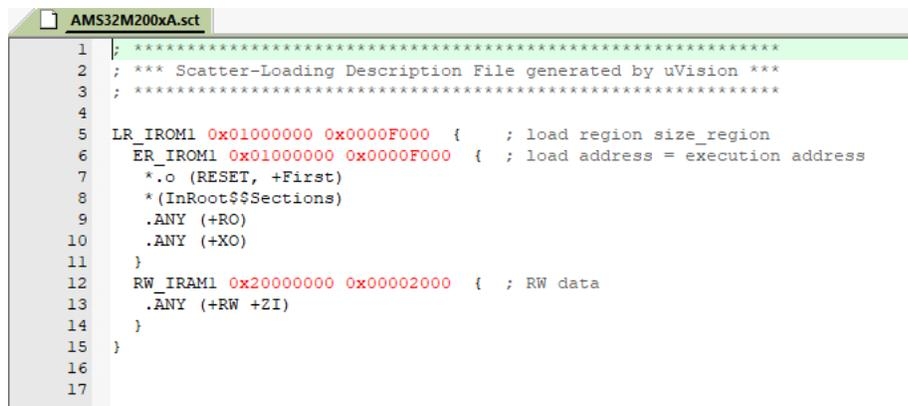 AMS32M200xA.sct
1 ; *************************************************************
2 ; *** Scatter-Loading Description File generated by uVision ***
3 ; *************************************************************
4
5 LR_IROM1 0x01000000 0x0000F000 { ; load region size_region
6 ER_IROM1 0x01000000 0x0000F000 { ; load address = execution address
7 *.o (RESET, +First)
8 *(InRoot$$Sections)
9 .ANY (+RO)
10 .ANY (+XO)
11 }
12 RW_IRAM1 0x20000000 0x00002000 { ; RW data
13 .ANY (+RW +ZI)
14 }
15 }
16
17